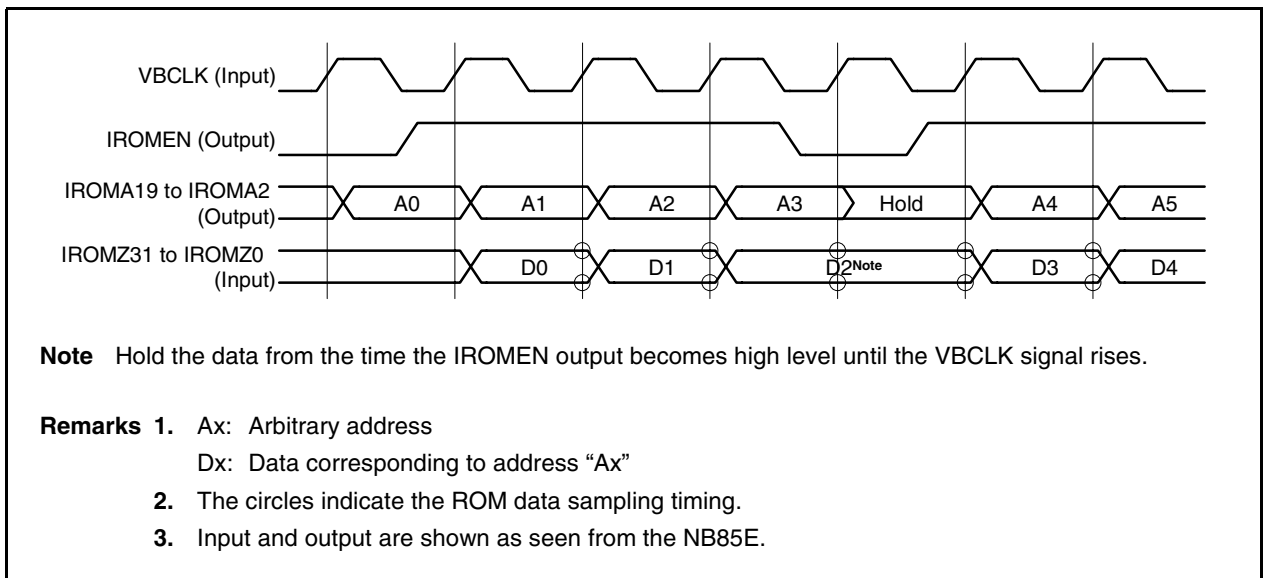 VBCLK (Input)
IROMEN (Output)
IROMA19 to IROMA2
(Output)
A0 A1 A2 A3 Hold A4 A5
IROMZ31 to IROMZ0
(Input)
D0 D1 D2Note D3 D4
Note Hold the data from the time the IROMEN output becomes high level until the VBCLK signal rises.
Remarks 1. Ax: Arbitrary address
Dx: Data corresponding to address “Ax”
2. The circles indicate the ROM data sampling timing.
3. Input and output are shown as seen from the NB85E.